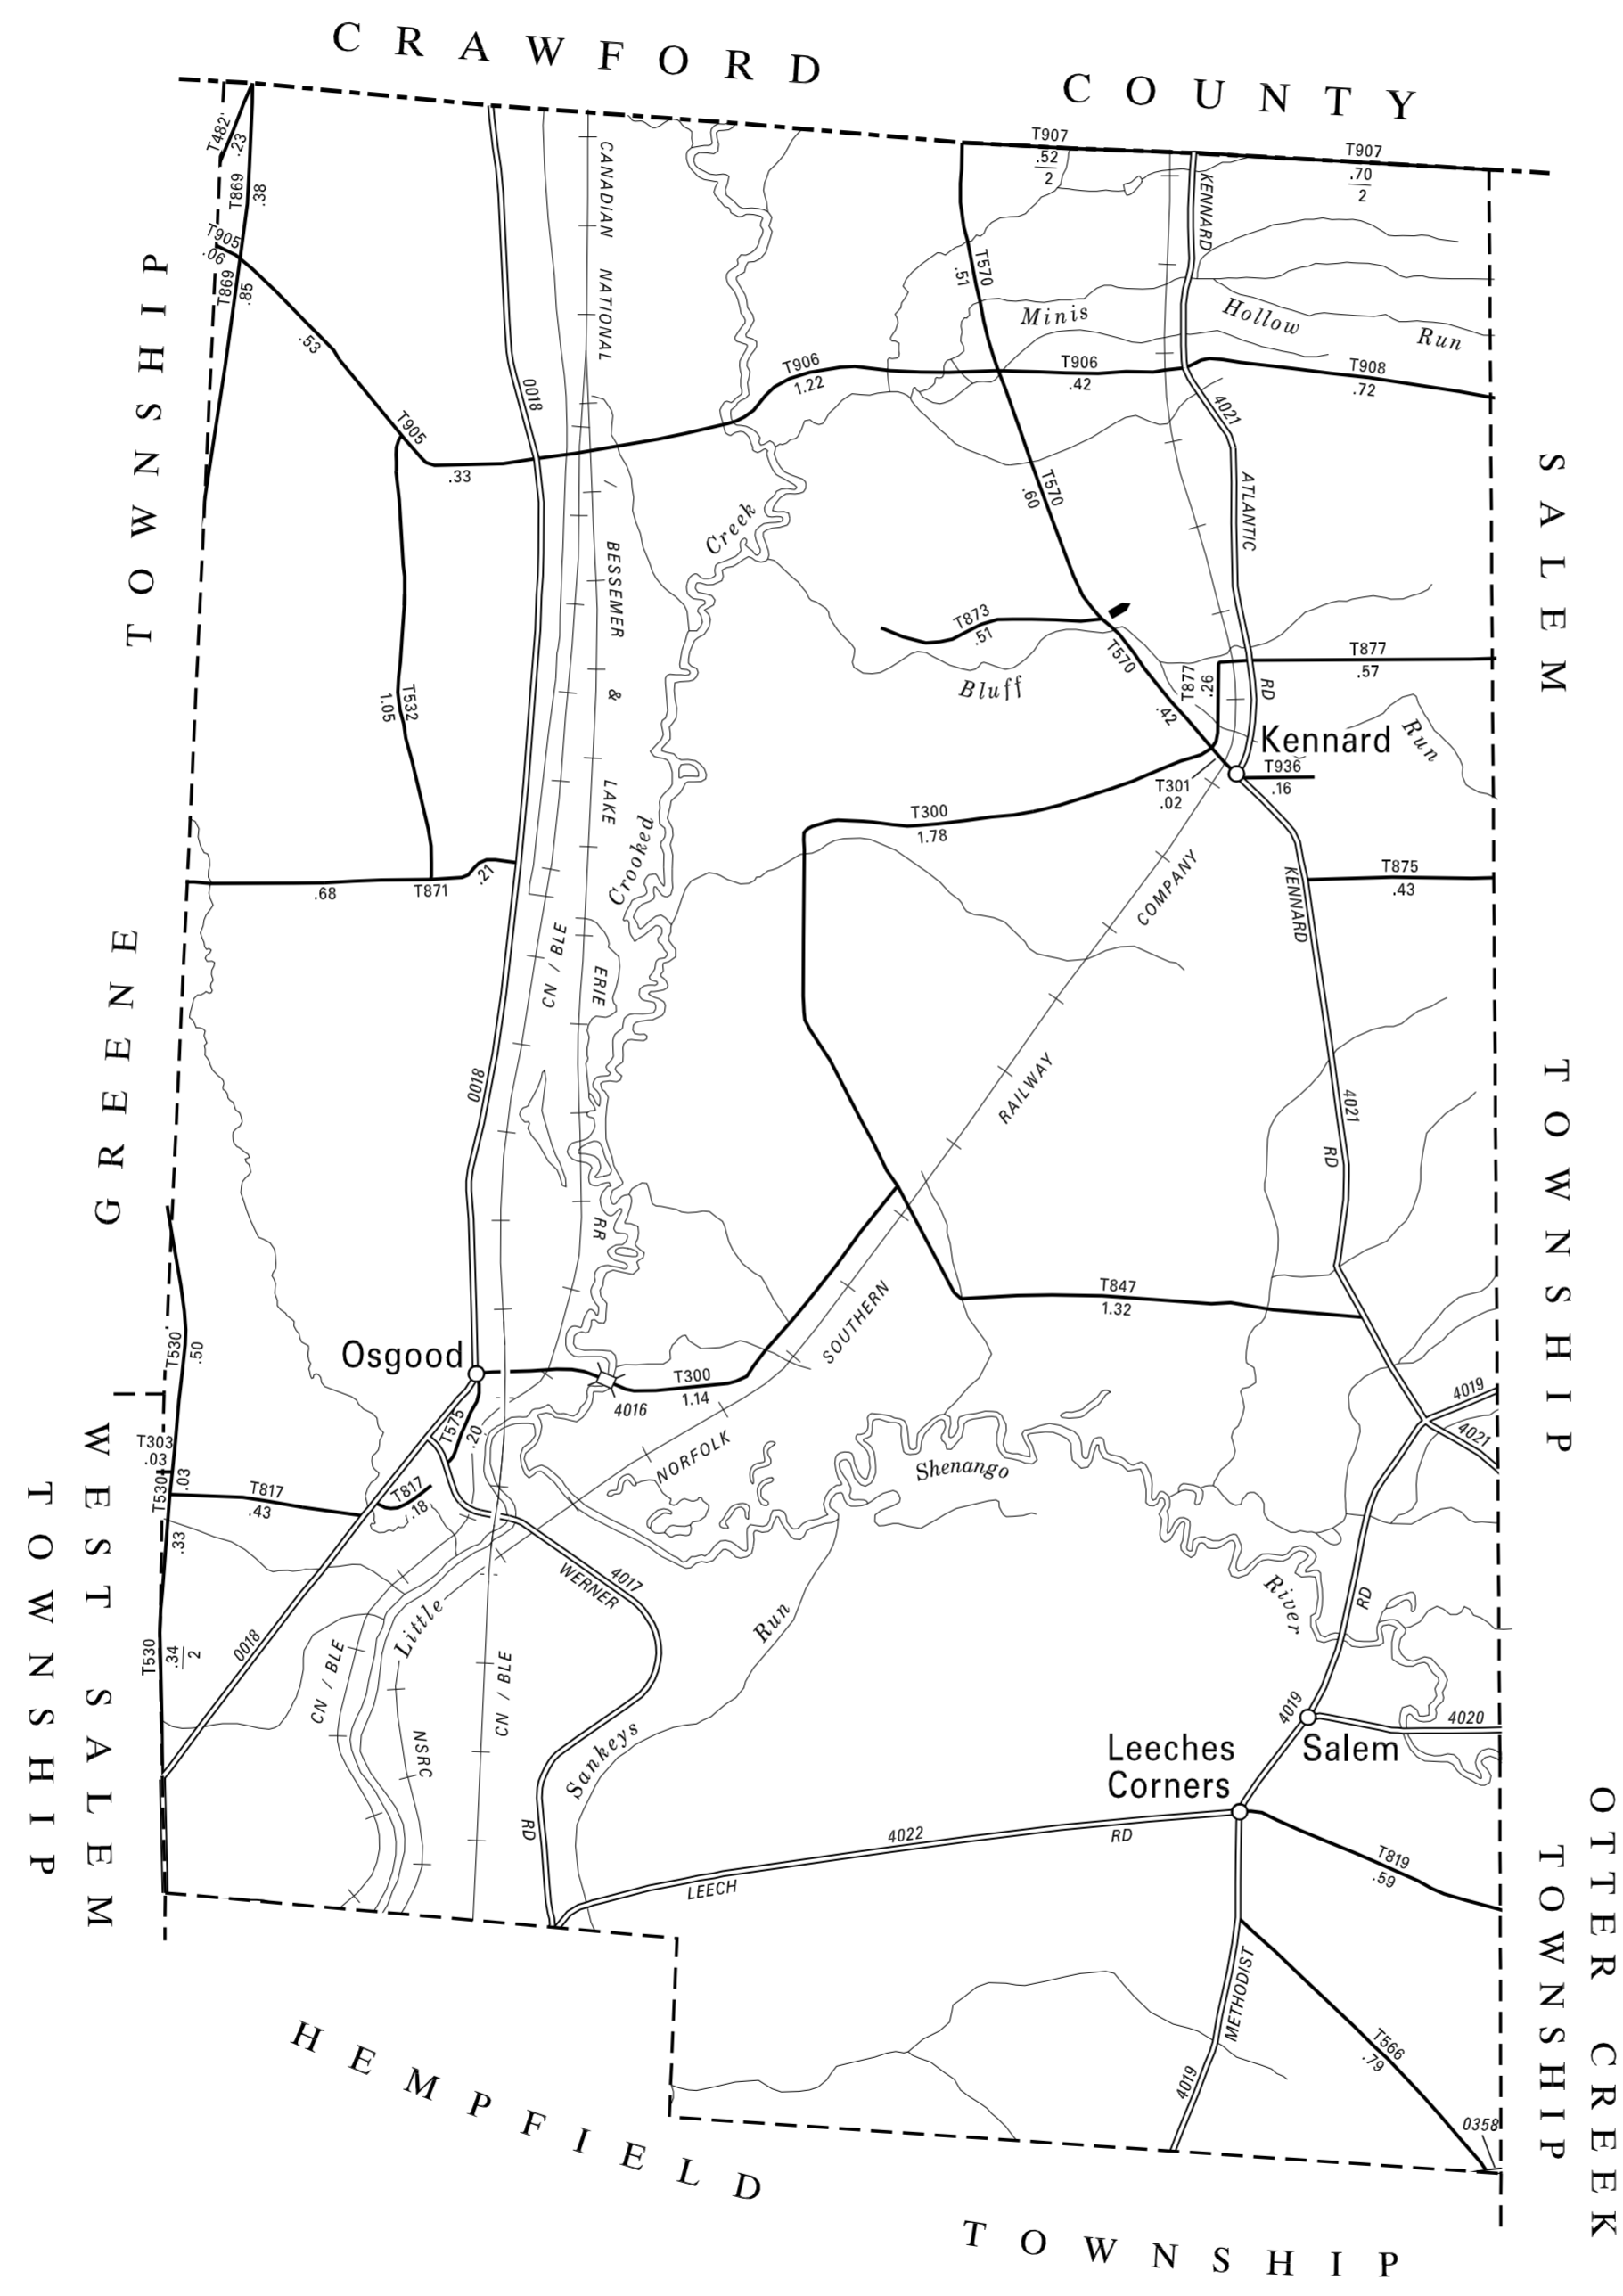 CRAWFORD COUNTY
T907
.52
2
T907
.70
2
T482
.23
T869
.38
T905
.06
T869
.85
.53
T905
.33
0018
CANADIAN NATIONAL
/
BESSEMER & LAKE ERIE RR
KENNARD
T570
.51
Minis Hollow Run
T906
1.22
T906
.42
T908
.72
4021
T570
.60
ATLANTIC
RD
Creek
Crooked
T873
.51
Bluff Run
T570
.42
T877
.26
T877
.57
Kennard
T936
.16
T301
.02
T532
1.05
T300
1.78
T875
.43
.68
T871
.21
KENNARD
4021
RD
CN / BLE
0018
NORFOLK SOUTHERN RAILWAY COMPANY
T847
1.32
Osgood
T300
1.14
4016
T530
.50
T303
.03
T530
.03
.33
T817
.43
T817
.18
T575
.20
4019
4021
Shenango
River
Little
WERNER
4017
RD
Sankeys Run
T530
.34
2
0018
CN / BLE
NSRC
CN / BLE
RD
4019
Salem
4020
Leeches
Corners
LEECH
4022
RD
T819
.59
METHODIST
4019
T566
.79
0358
GREENE TOWNSHIP
WEST SALEM
TOWNSHIP
SALEM TOWNSHIP
OTTER CREEK
TOWNSHIP
HEMPFIELD TOWNSHIP